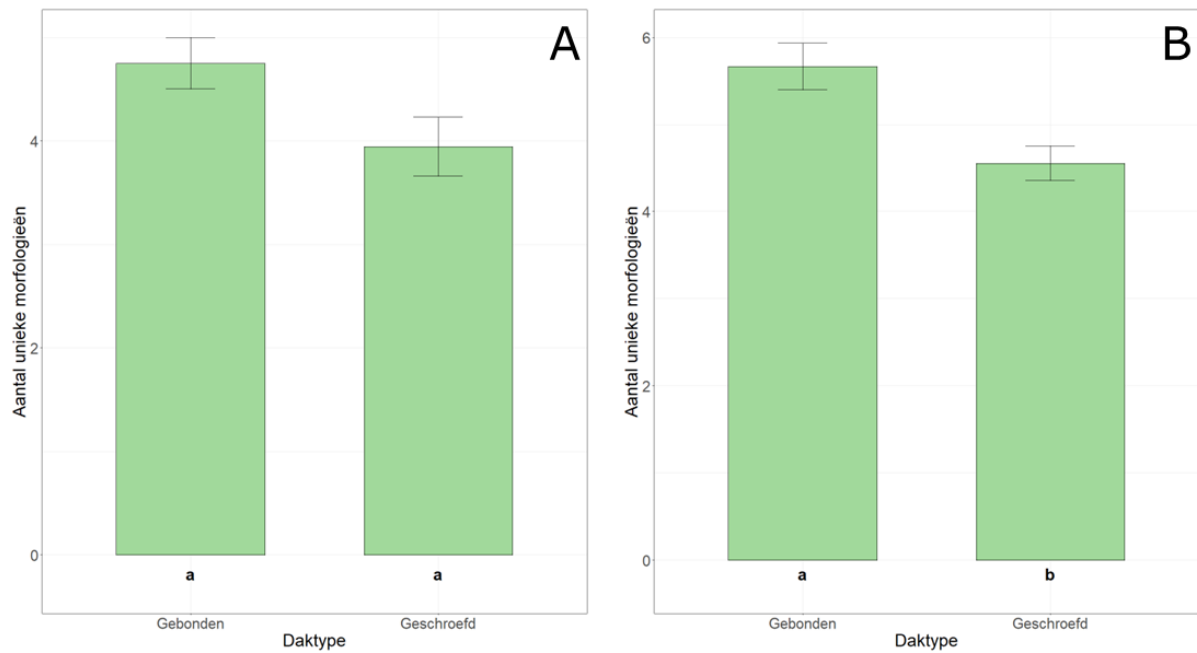 A
Aantal unieke morfologieën
4
2
0
a
a
Gebonden
Geschroefd
Daktype
B
Aantal unieke morfologieën
6
4
2
0
a
b
Gebonden
Geschroefd
Daktype